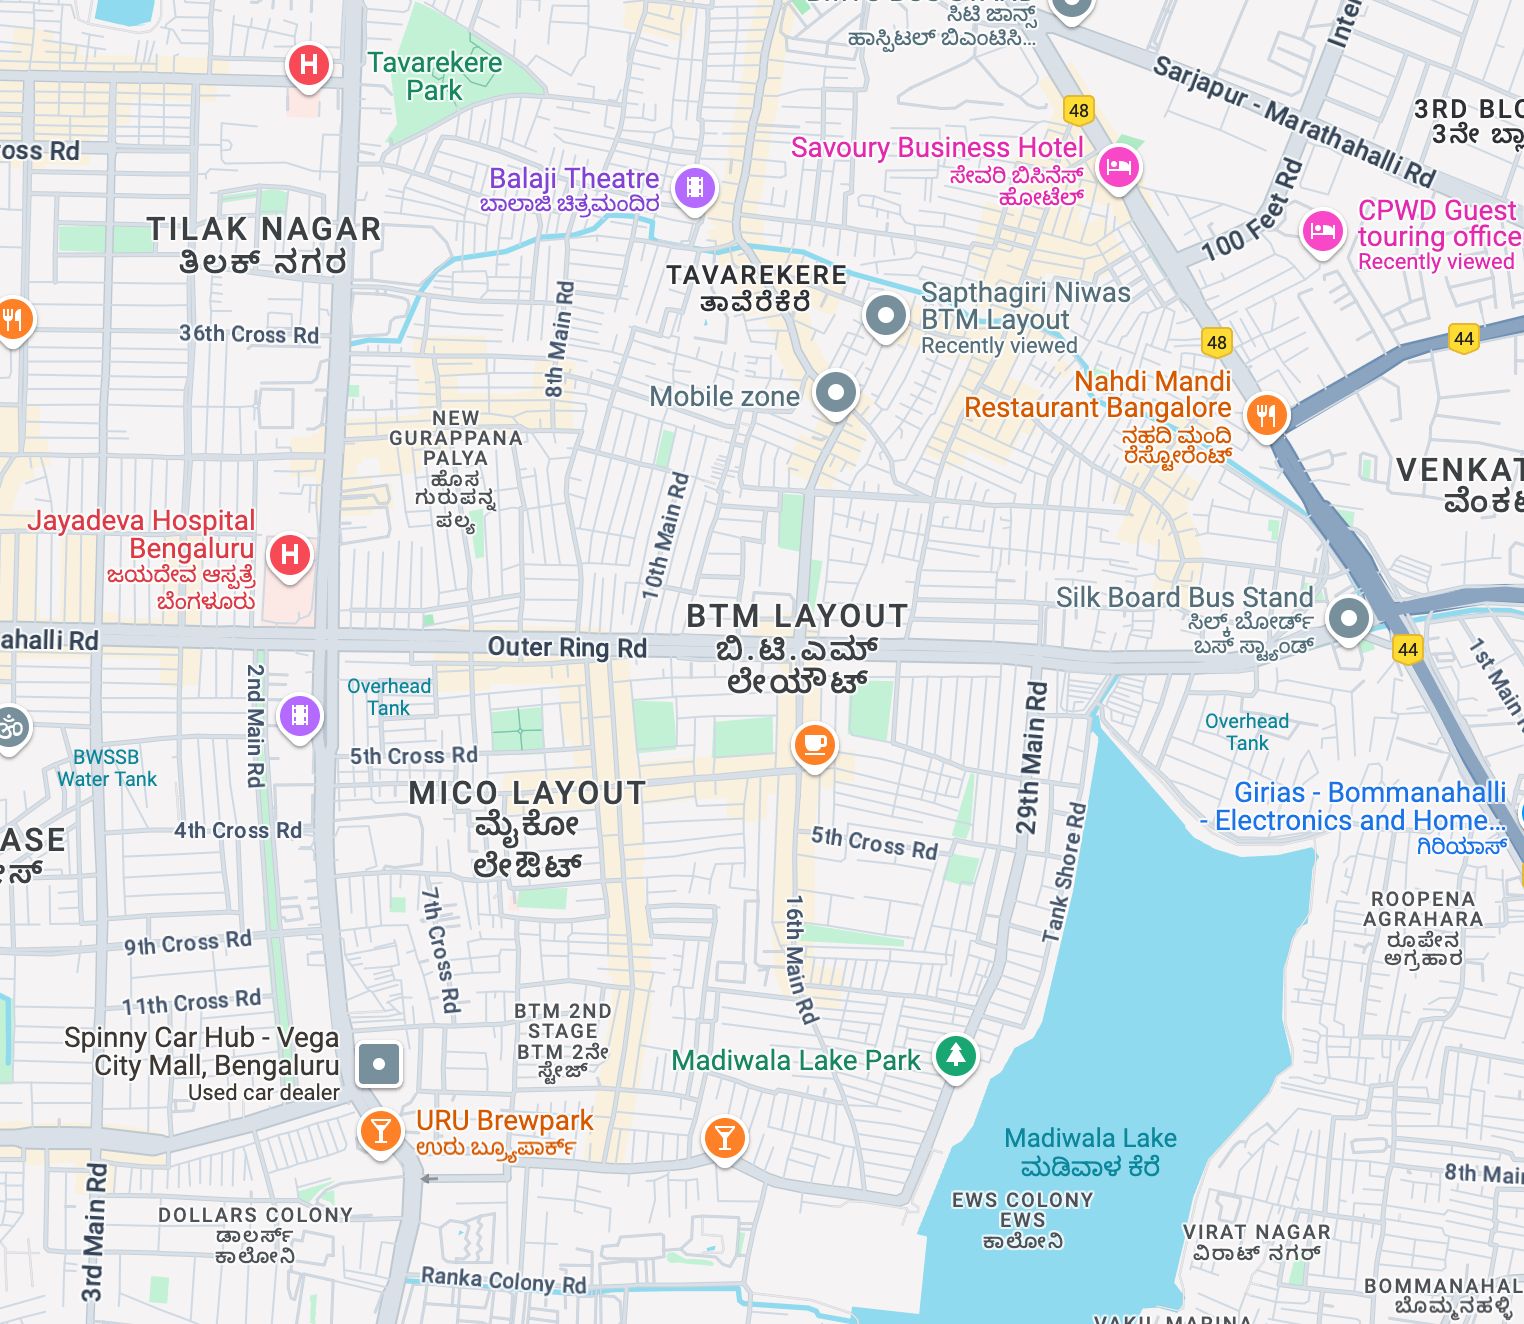 ಸಿಟಿ ಜಾನ್ಸ್
ಹಾಸ್ಪಿಟಲ್ ಬಿಎಂಟಿಸಿ...
Tavarekere
Park
48
Sarjapur - Marathahalli Rd
3RD BLO
3ನೇ ಬ್ಲಾ
oss Rd
Savoury Business Hotel
ಸೇವರಿ ಬಿಸಿನೆಸ್
ಹೋಟೆಲ್
Balaji Theatre
ಬಾಲಾಜಿ ಚಿತ್ರಮಂದಿರ
100 Feet Rd
CPWD Guest
touring office
Recently viewed
TILAK NAGAR
ತಿಲಕ್ ನಗರ
TAVAREKERE
ತಾವರೆಕೆರೆ
Sapthagiri Niwas
BTM Layout
Recently viewed
8th Main Rd
36th Cross Rd
48
44
Mobile zone
Nahdi Mandi
Restaurant Bangalore
ನಹದಿ ಮಂದಿ
ರೆಸ್ಟೋರೆಂಟ್
NEW
GURAPPANA
PALYA
ಹೊಸ
ಗುರುಪನ್ನ
ಪಲ್ಯ
VENKAT
ವೆಂಕಟ
10th Main Rd
Jayadeva Hospital
Bengaluru
ಜಯದೇವ ಆಸ್ಪತ್ರೆ
ಬೆಂಗಳೂರು
BTM LAYOUT
ಬಿ.ಟಿ.ಎಮ್
ಲೇಯೌಟ್
Silk Board Bus Stand
ಸಿಲ್ಕ್ ಬೋರ್ಡ್
ಬಸ್ ಸ್ಟ್ಯಾಂಡ್
ahalli Rd
Outer Ring Rd
44
1st Main R
2nd Main Rd
Overhead
Tank
29th Main Rd
Overhead
Tank
BWSSB
Water Tank
5th Cross Rd
MICO LAYOUT
ಮೈಕೋ
ಲೇಔಟ್
Girias - Bommanahalli
- Electronics and Home...
ಗಿರಿಯಾಸ್
4th Cross Rd
ASE
5th Cross Rd
Tank Shore Rd
7th Cross Rd
16th Main Rd
ROOPENA
AGRAHARA
ರೂಪೇನ
ಅಗ್ರಹಾರ
9th Cross Rd
11th Cross Rd
BTM 2ND
STAGE
BTM 2ನೇ
ಸ್ಟೇಜ್
Spinny Car Hub - Vega
City Mall, Bengaluru
Used car dealer
Madiwala Lake Park
URU Brewpark
ಉರು ಬ್ರ್ಯೂಪಾರ್ಕ್
Madiwala Lake
ಮಡಿವಾಳ ಕೆರೆ
8th Mai
3rd Main Rd
DOLLARS COLONY
ಡಾಲರ್ಸ್
ಕಾಲೋನಿ
EWS COLONY
EWS
ಕಾಲೋನಿ
VIRAT NAGAR
ವಿರಾಟ್ ನಗರ್
Ranka Colony Rd
BOMMANAHAL
ಬೊಮ್ಮನಹಳ್ಳಿ